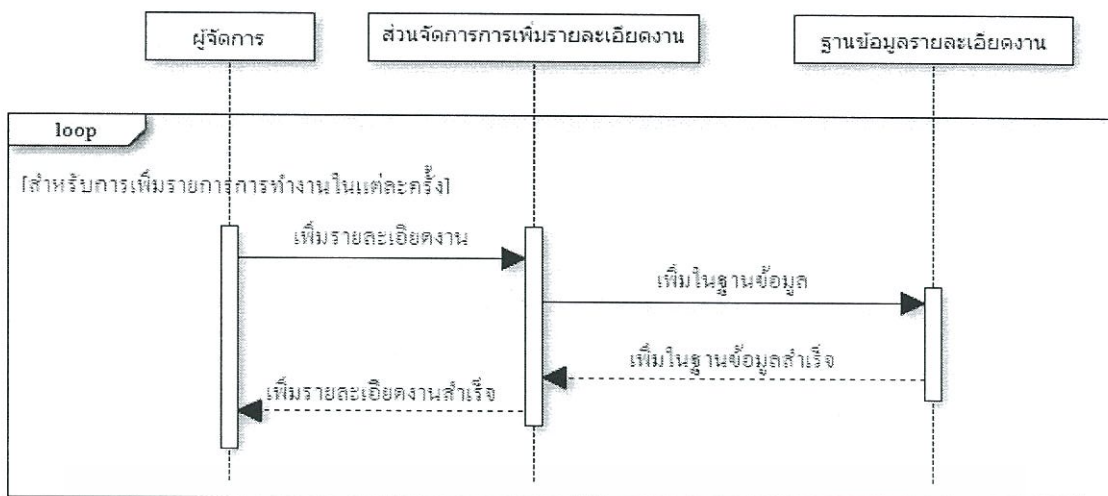 ผู้จัดการ
ส่วนจัดการการเพิ่มรายละเอียดงาน
ฐานข้อมูลรายละเอียดงาน
loop
[สำหรับการเพิ่มรายการการทำงานในแต่ละครั้ง]
เพิ่มรายละเอียดงาน
เพิ่มในฐานข้อมูล
เพิ่มในฐานข้อมูลสำเร็จ
เพิ่มรายละเอียดงานสำเร็จ